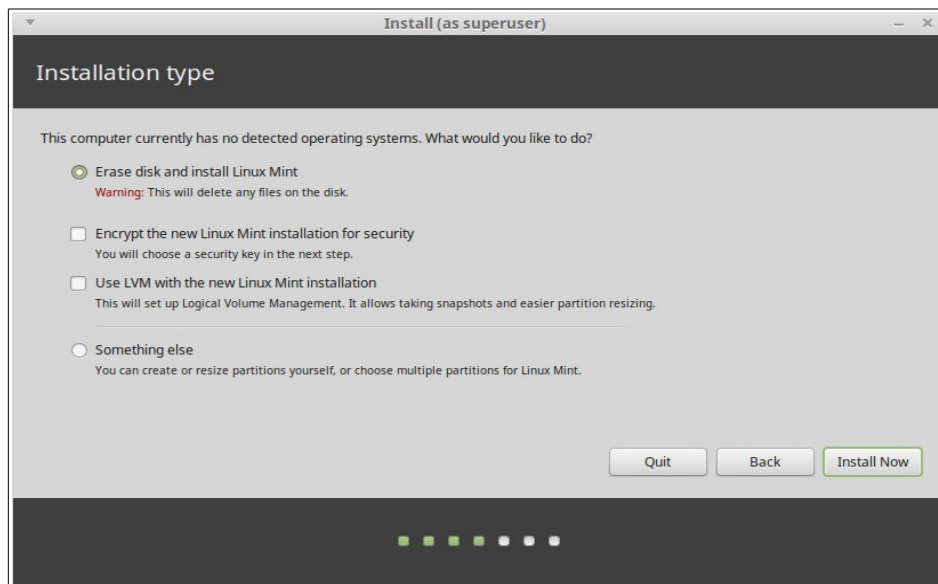 Install (as superuser)
Installation type
This computer currently has no detected operating systems. What would you like to do?
Erase disk and install Linux Mint
Warning: This will delete any files on the disk.
Encrypt the new Linux Mint installation for security
You will choose a security key in the next step.
Use LVM with the new Linux Mint installation
This will set up Logical Volume Management. It allows taking snapshots and easier partition resizing.
Something else
You can create or resize partitions yourself, or choose multiple partitions for Linux Mint.
Quit Back Install Now